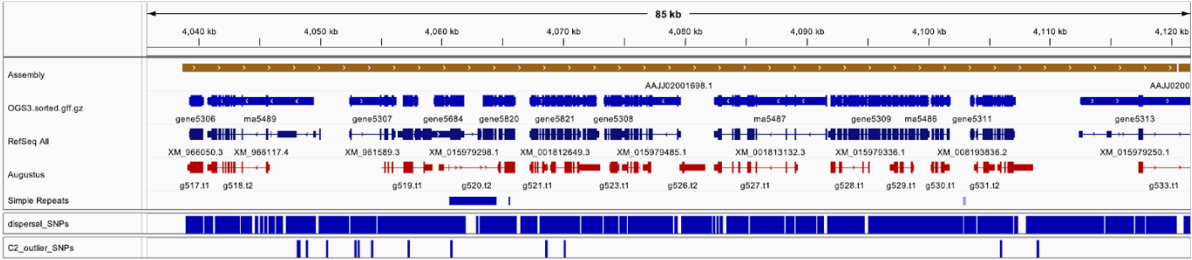 85 kb
4,040 kb 4,050 kb 4,060 kb 4,070 kb 4,080 kb 4,090 kb 4,100 kb 4,110 kb 4,120 kb
Assembly
AAJJ02001698.1 AAJJ0200
OGS3.sorted.gff.gz
gene5306 ma5489 gene5307 gene5684 gene5820 gene5821 gene5308 ma5487 gene5309 ma5486 gene5311 gene5313
RefSeq All
XM_966050.3 XM_966117.4 XM_961589.3 XM_015979298.1 XM_001812649.3 XM_015979485.1 XM_001813132.3 XM_015979336.1 XM_008193836.2 XM_015979250.1
Augustus
g517.t1 g518.t2 g519.t1 g520.t2 g521.t1 g523.t1 g526.t2 g527.t1 g528.t1 g529.t1 g530.t1 g531.t2 g533.t1
Simple Repeats
dispersal_SNPs
C2_outlier_SNPs